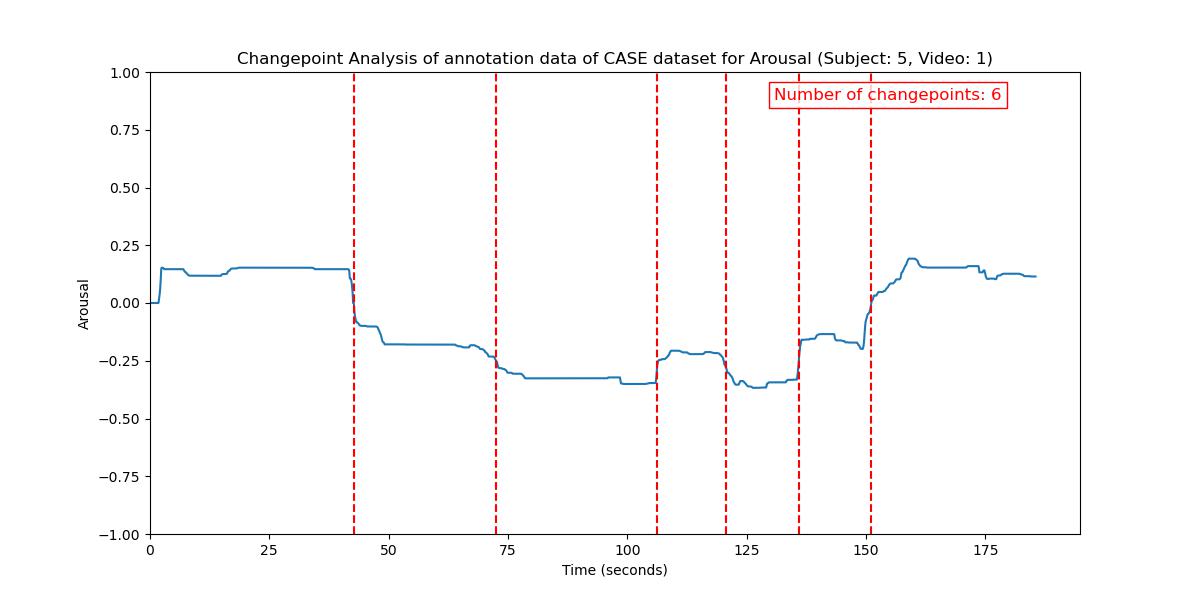 Changepoint Analysis of annotation data of CASE dataset for Arousal (Subject: 5, Video: 1)
Number of changepoints: 6
1.00
0.75
0.50
0.25
0.00
−0.25
−0.50
−0.75
−1.00
Arousal
0 25 50 75 100 125 150 175
Time (seconds)